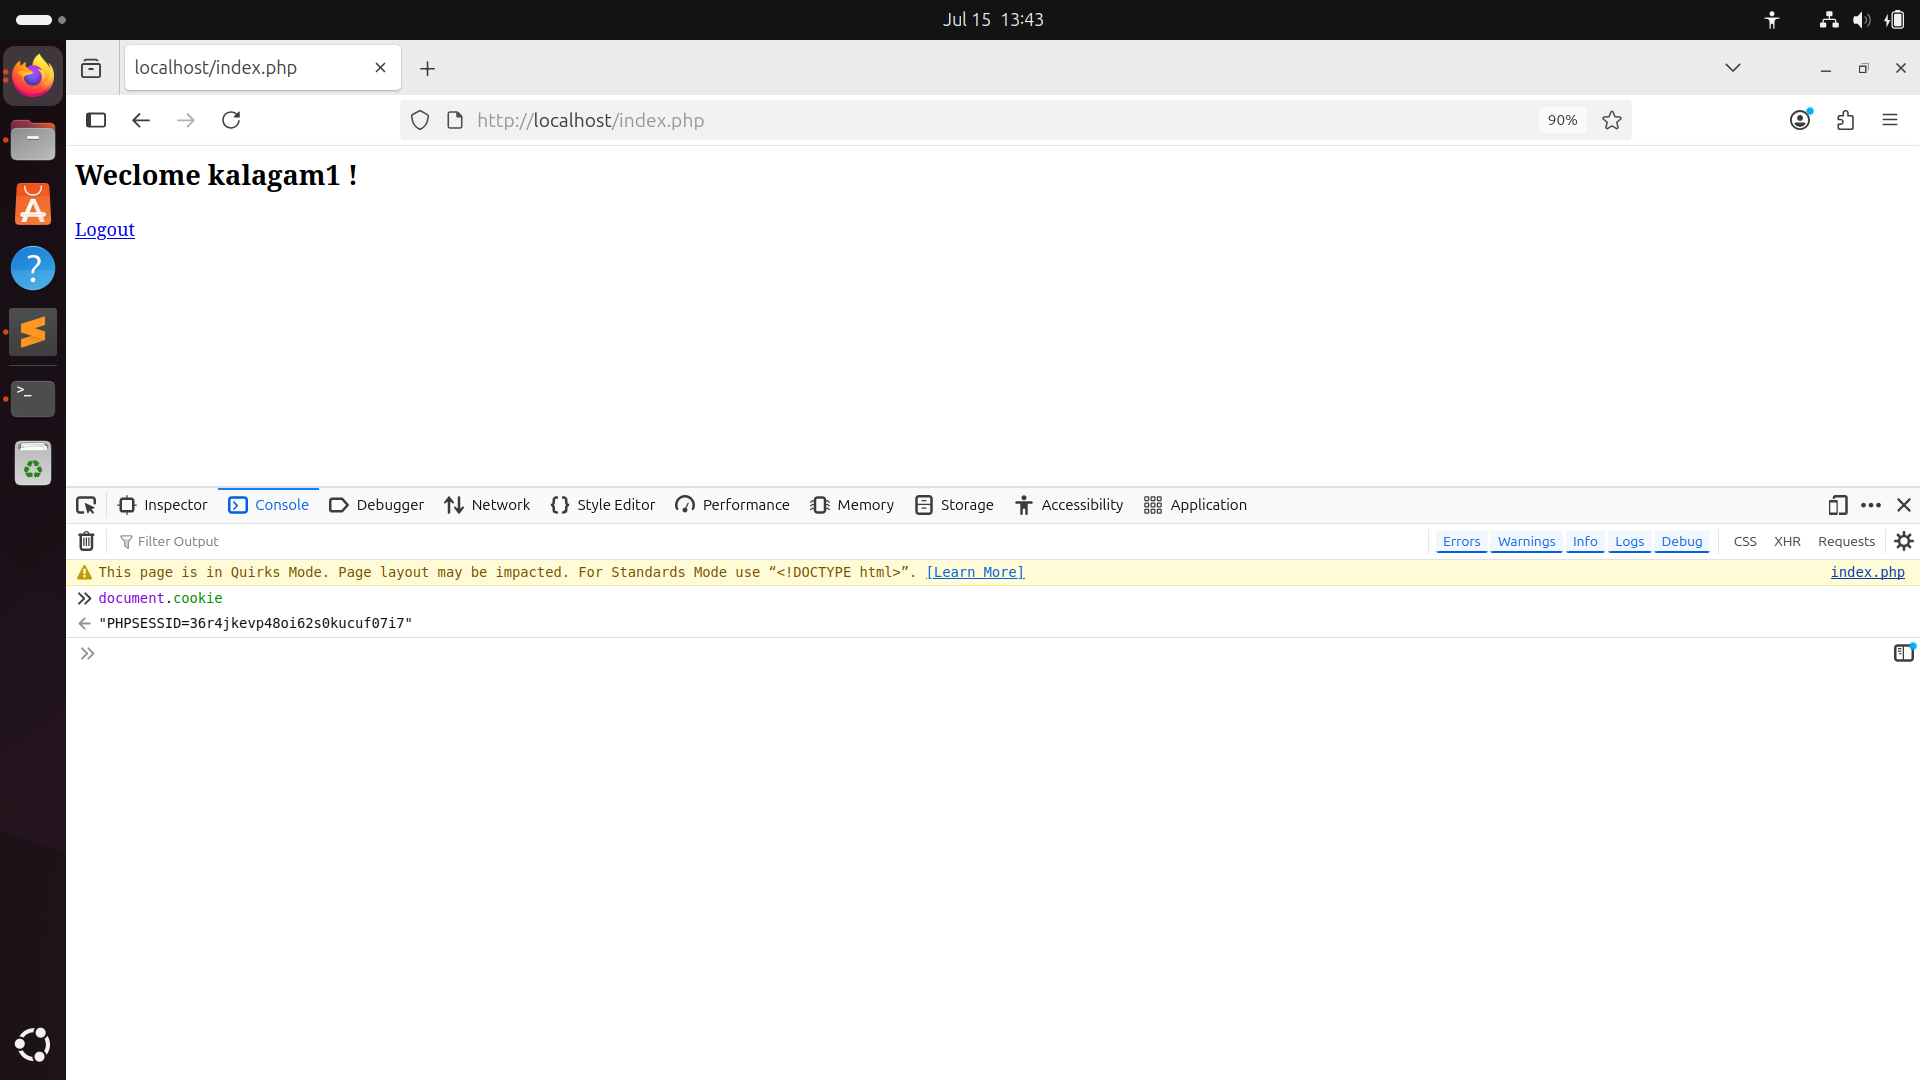 Jul 15 13:43
localhost/index.php
http://localhost/index.php 90%
Weclome kalagam1 !
Logout
Inspector Console Debugger Network Style Editor Performance Memory Storage Accessibility Application
Filter Output Errors Warnings Info Logs Debug CSS XHR Requests
This page is in Quirks Mode. Page layout may be impacted. For Standards Mode use “<!DOCTYPE html>”. [Learn More] index.php
document.cookie
"PHPSESSID=36r4jkevp48oi62s0kucuf07i7"